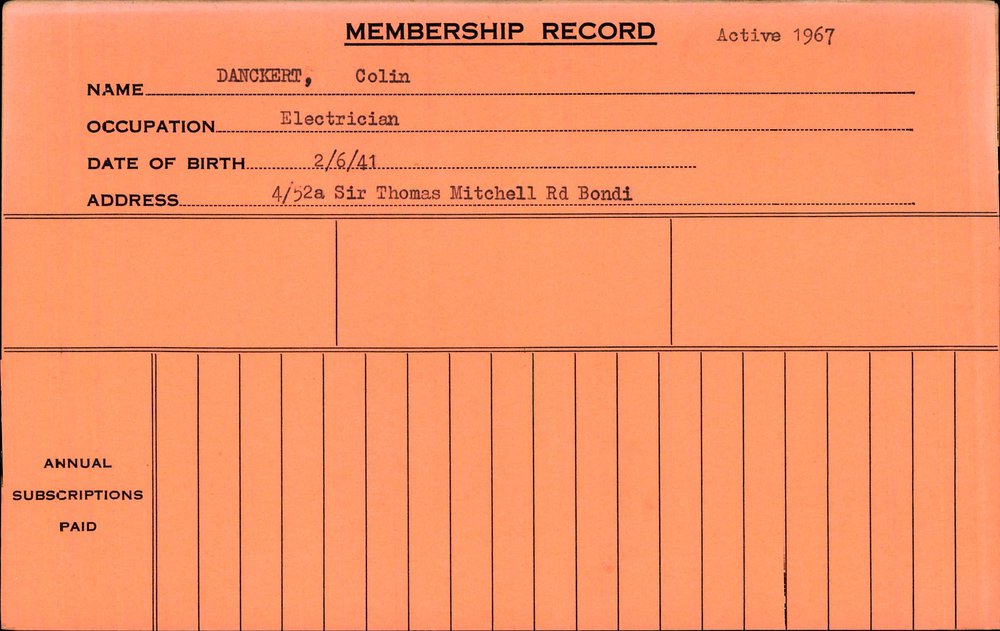 MEMBERSHIP RECORD Active 1967
NAME DANCKERT, Colin
OCCUPATION Electrician
DATE OF BIRTH 2/6/41
ADDRESS 4/52a Sir Thomas Mitchell Rd Bondi
ANNUAL
SUBSCRIPTIONS
PAID